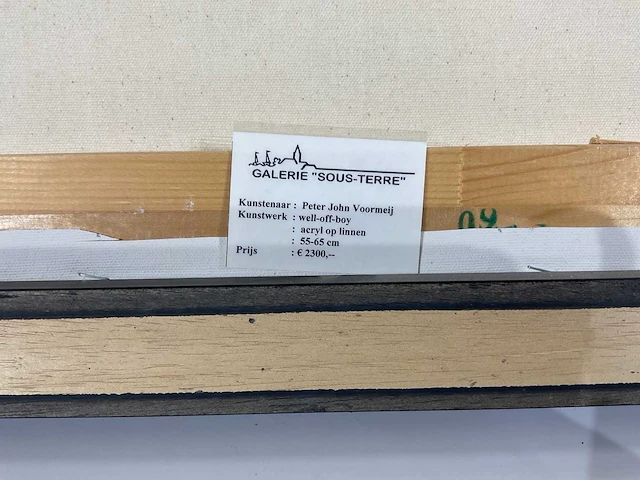 GALERIE "SOUS-TERRE"
Kunstenaar : Peter John Voormeij
Kunstwerk : well-off-boy
: acryl op linnen
: 55-65 cm
Prijs : € 2300,--